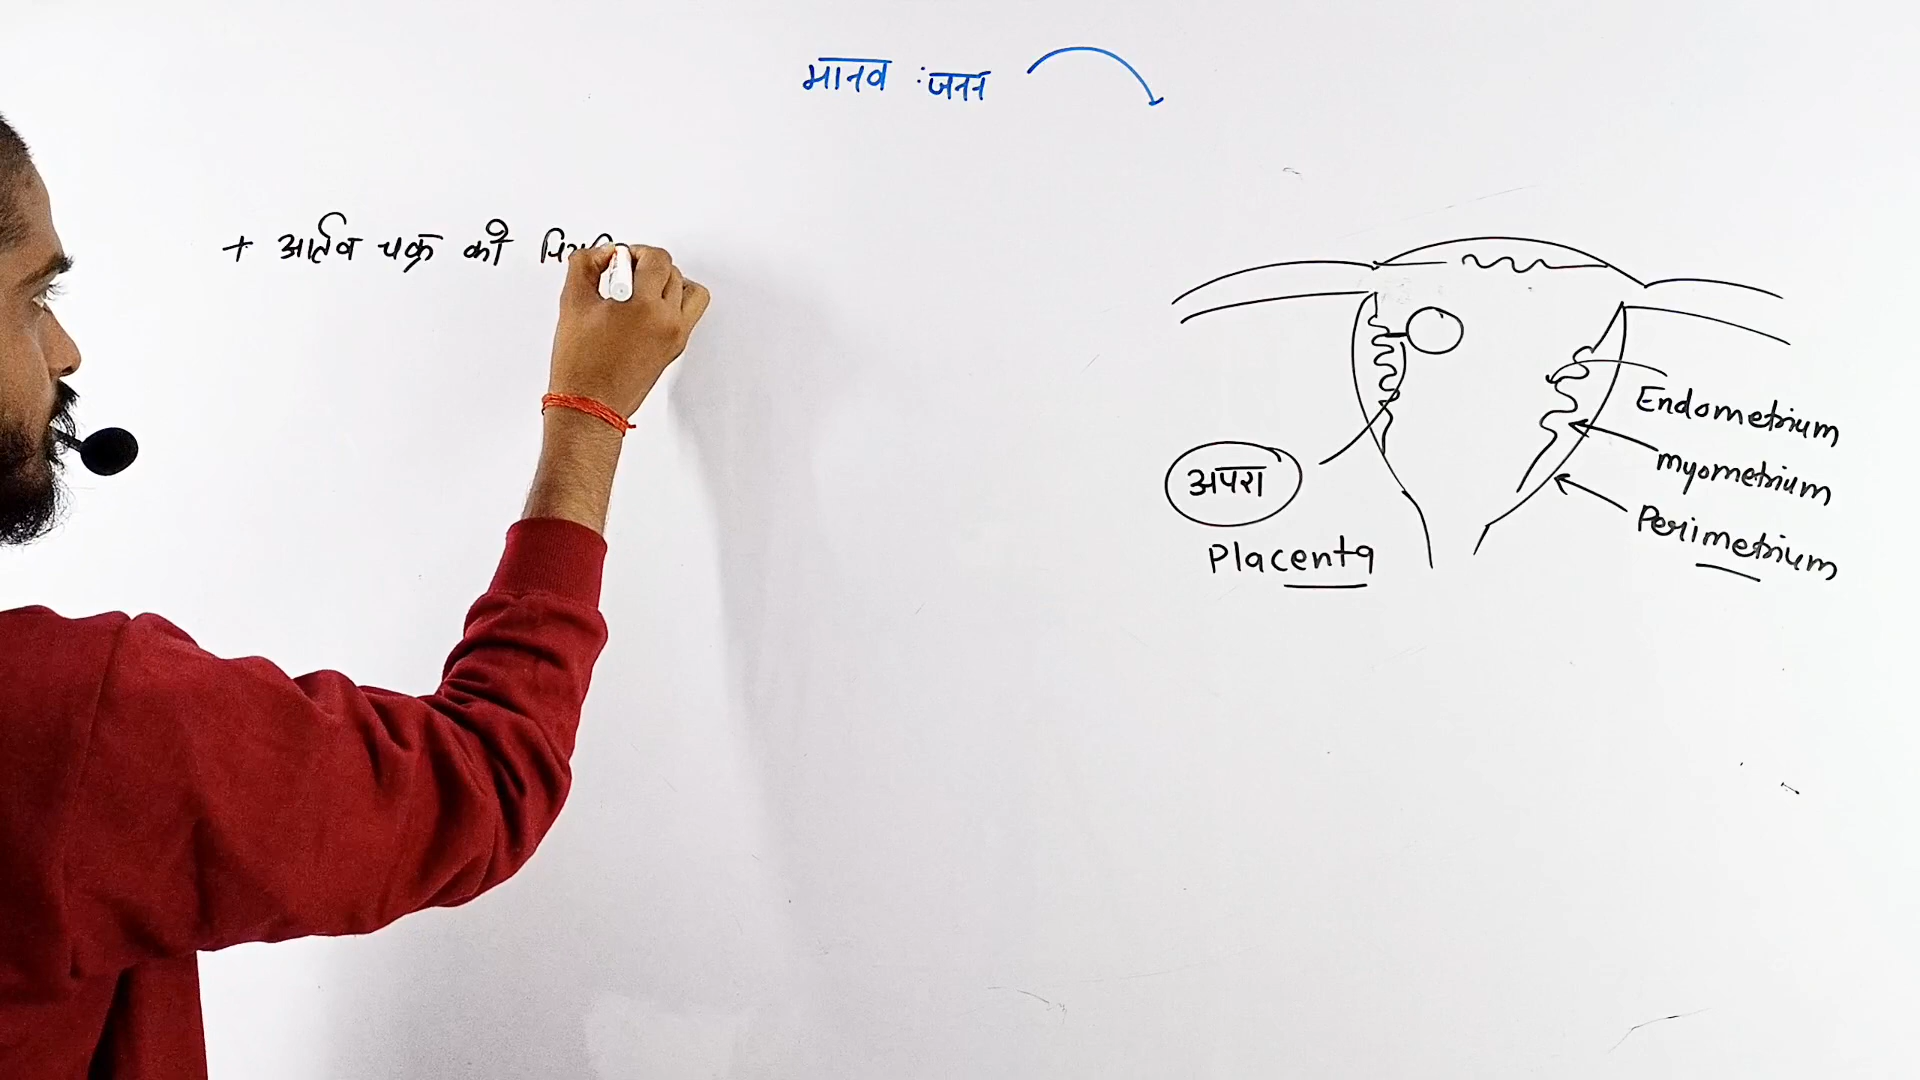 मानव :जनन
+ आर्तव चक्र की
Endometrium
myometrium
Perimetrium
अपरा
Placenta